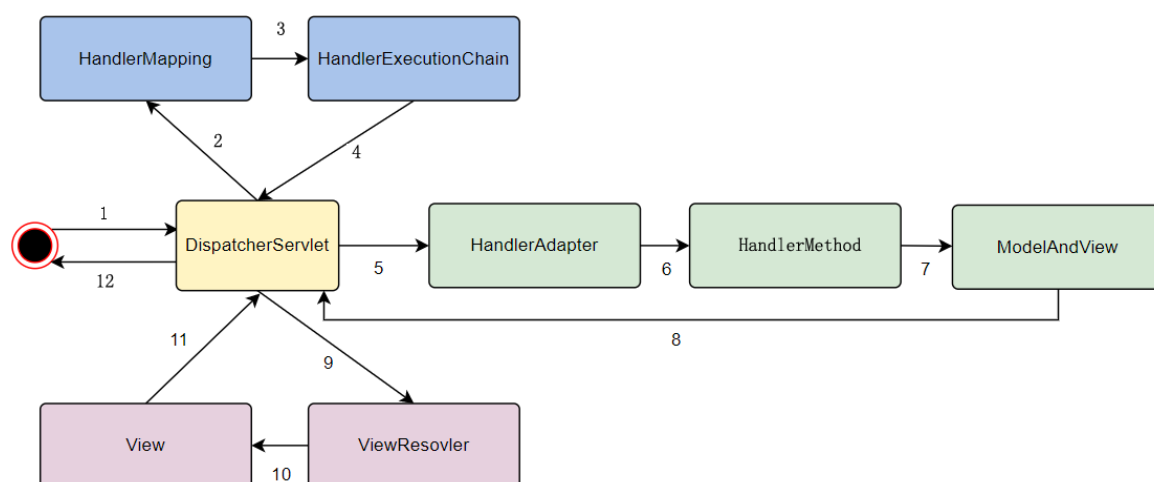 3
HandlerMapping
HandlerExecutionChain
2
4
1
DispatcherServlet
HandlerAdapter
HandlerMethod
ModelAndView
5
6
7
12
8
11
9
View
ViewResovler
10